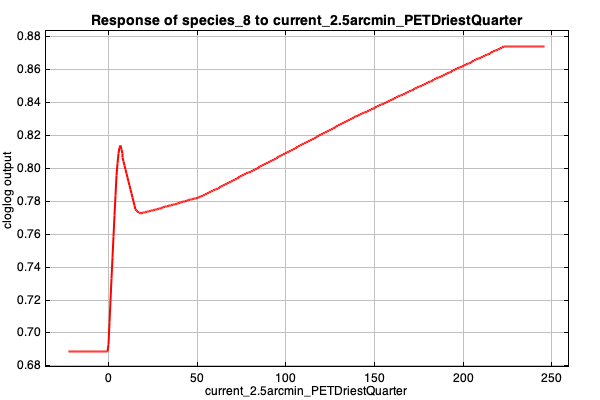 Response of species_8 to current_2.5arcmin_PETDriestQuarter
0.88
0.86
0.84
0.82
0.80
0.78
0.76
0.74
0.72
0.70
0.68
cloglog output
0 50 100 150 200 250
current_2.5arcmin_PETDriestQuarter